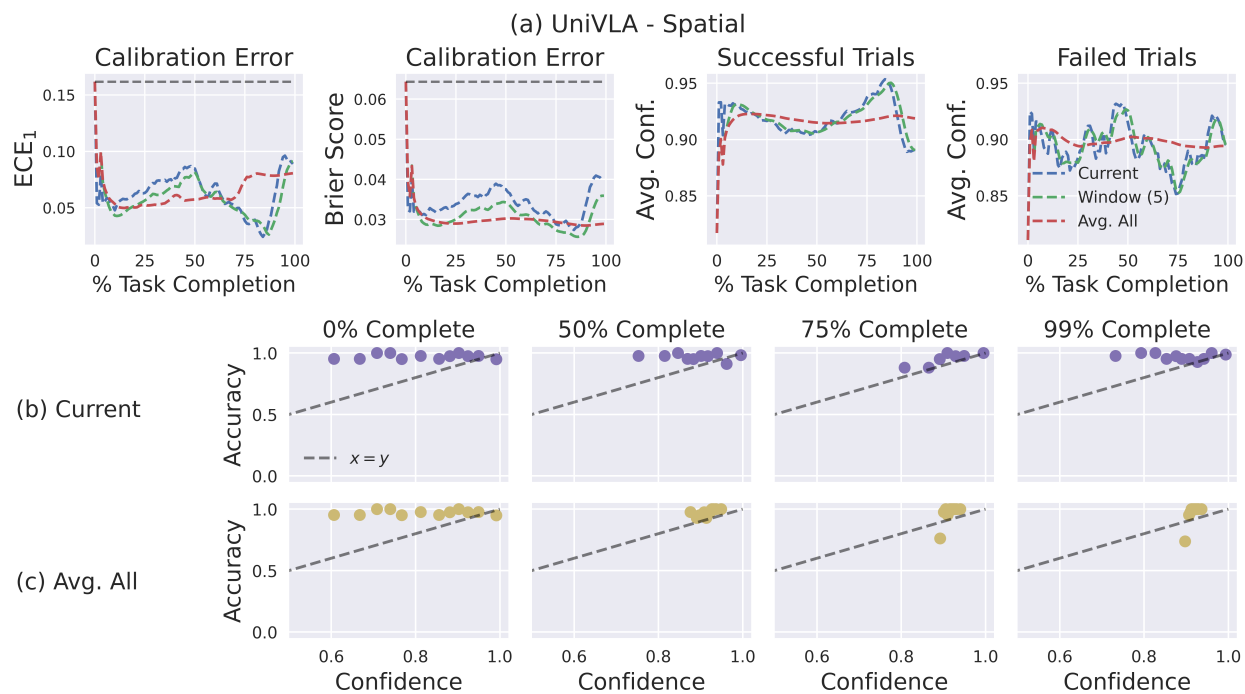 (a) UniVLA - Spatial
Calibration Error
Calibration Error
Successful Trials
Failed Trials
ECE₁
0.15
0.10
0.05
0 25 50 75 100
% Task Completion
Brier Score
0.06
0.05
0.04
0.03
0 25 50 75 100
% Task Completion
Avg. Conf.
0.95
0.90
0.85
0 25 50 75 100
% Task Completion
Avg. Conf.
0.95
0.90
0.85
Current
Window (5)
Avg. All
0 25 50 75 100
% Task Completion
0% Complete
50% Complete
75% Complete
99% Complete
(b) Current
Accuracy
1.0
0.5
0.0
x = y
(c) Avg. All
Accuracy
1.0
0.5
0.0
0.6 0.8 1.0
0.6 0.8 1.0
0.6 0.8 1.0
0.6 0.8 1.0
Confidence
Confidence
Confidence
Confidence